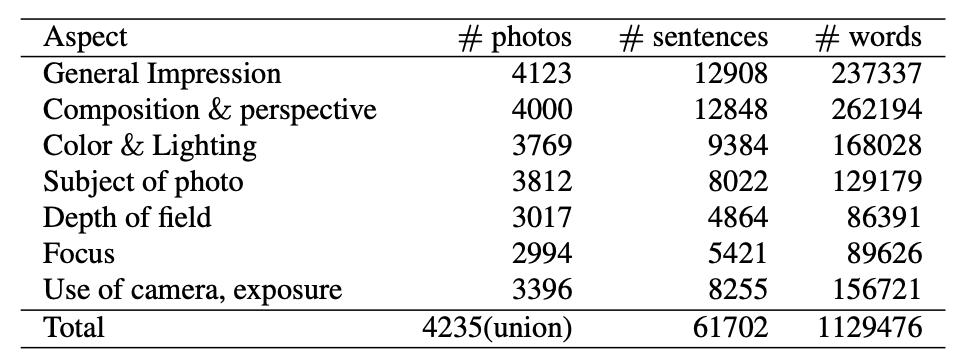 Aspect # photos # sentences # words
General Impression 4123 12908 237337
Composition & perspective 4000 12848 262194
Color & Lighting 3769 9384 168028
Subject of photo 3812 8022 129179
Depth of field 3017 4864 86391
Focus 2994 5421 89626
Use of camera, exposure 3396 8255 156721
Total 4235(union) 61702 1129476